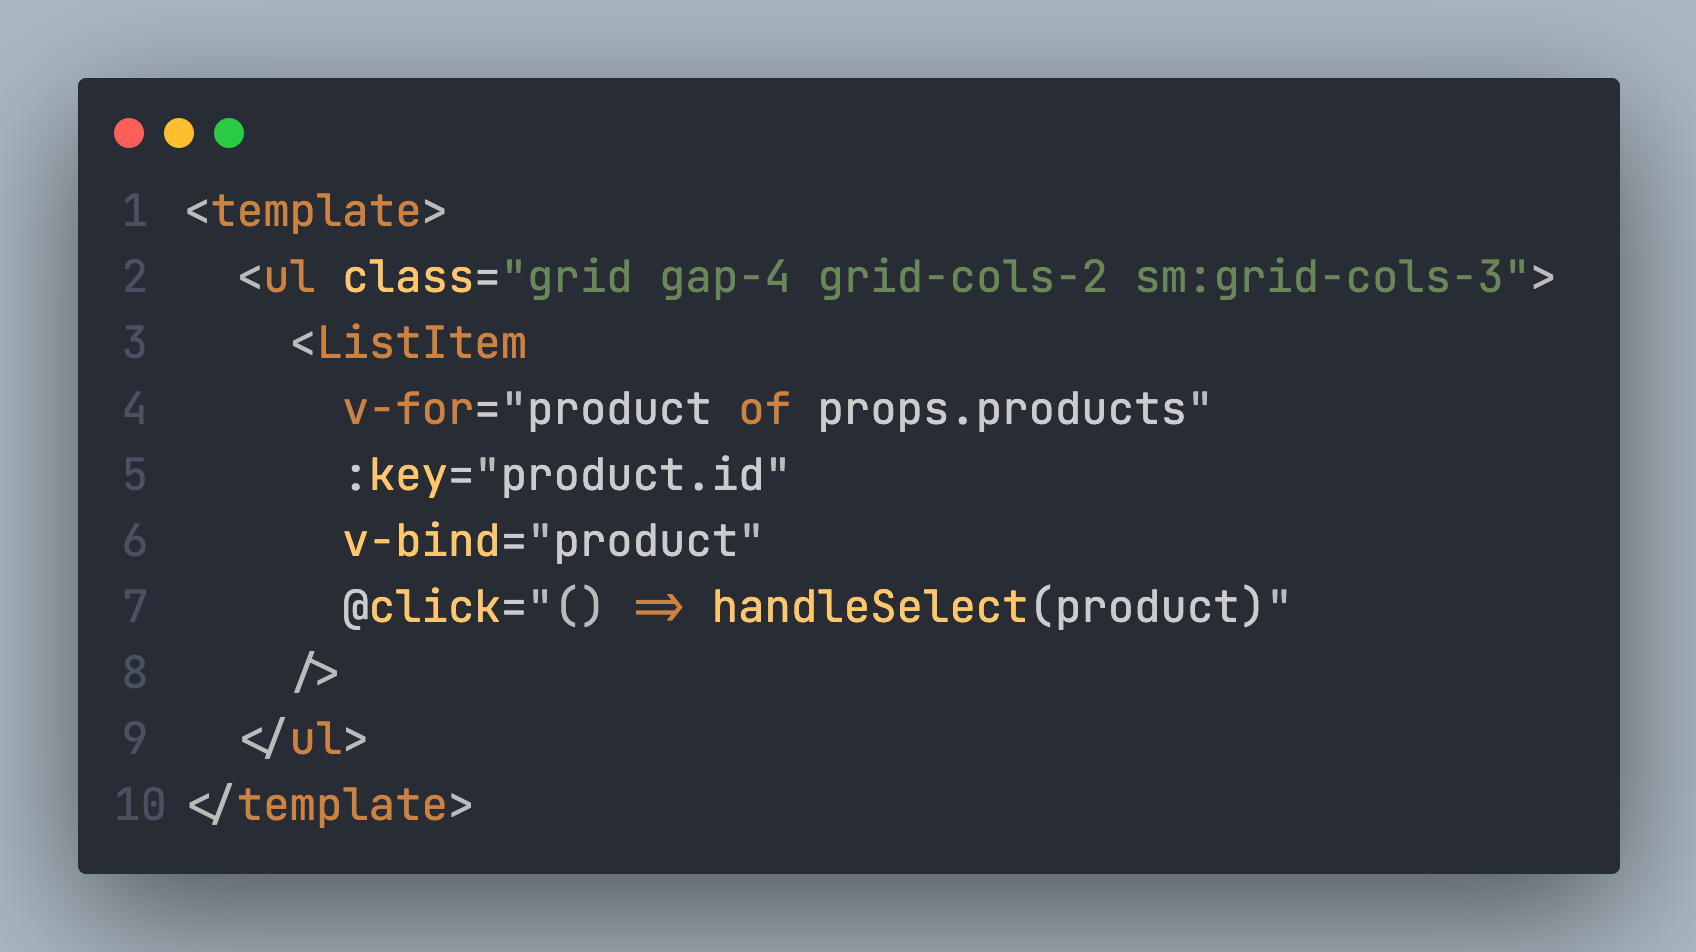 1 <template>
2   <ul class="grid gap-4 grid-cols-2 sm:grid-cols-3">
3     <ListItem
4       v-for="product of props.products"
5       :key="product.id"
6       v-bind="product"
7       @click="() => handleSelect(product)"
8     />
9   </ul>
10 </template>